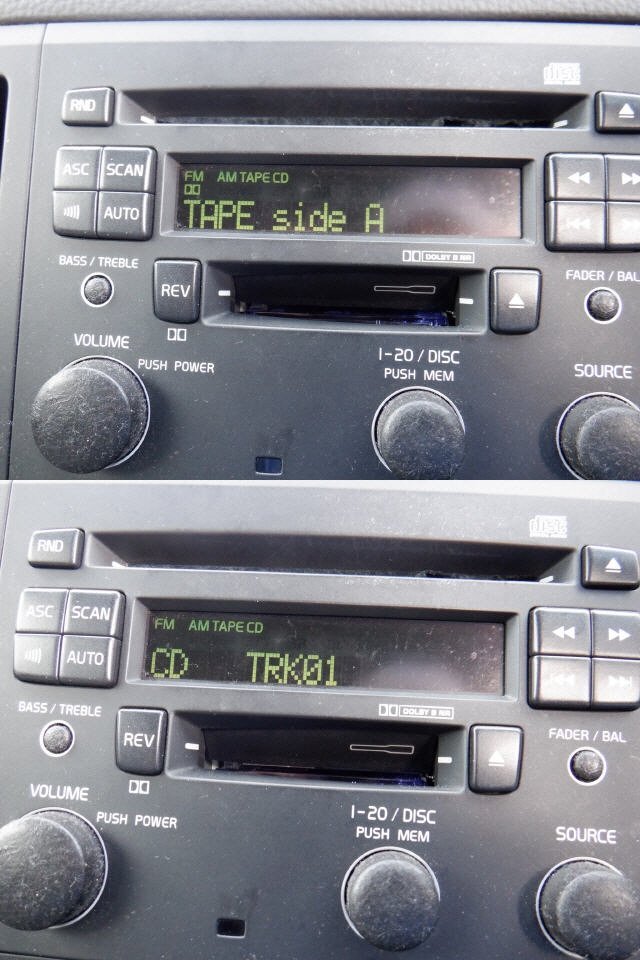 disc
RND
ASC SCAN
AUTO
FM AM TAPE CD
TAPE side A
DOLBY B NR
BASS / TREBLE
REV
FADER / BAL
VOLUME
PUSH POWER
1-20 / DISC
PUSH MEM
SOURCE
disc
RND
ASC SCAN
AUTO
FM AM TAPE CD
CD TRK01
DOLBY B NR
BASS / TREBLE
REV
FADER / BAL
VOLUME
PUSH POWER
1-20 / DISC
PUSH MEM
SOURCE